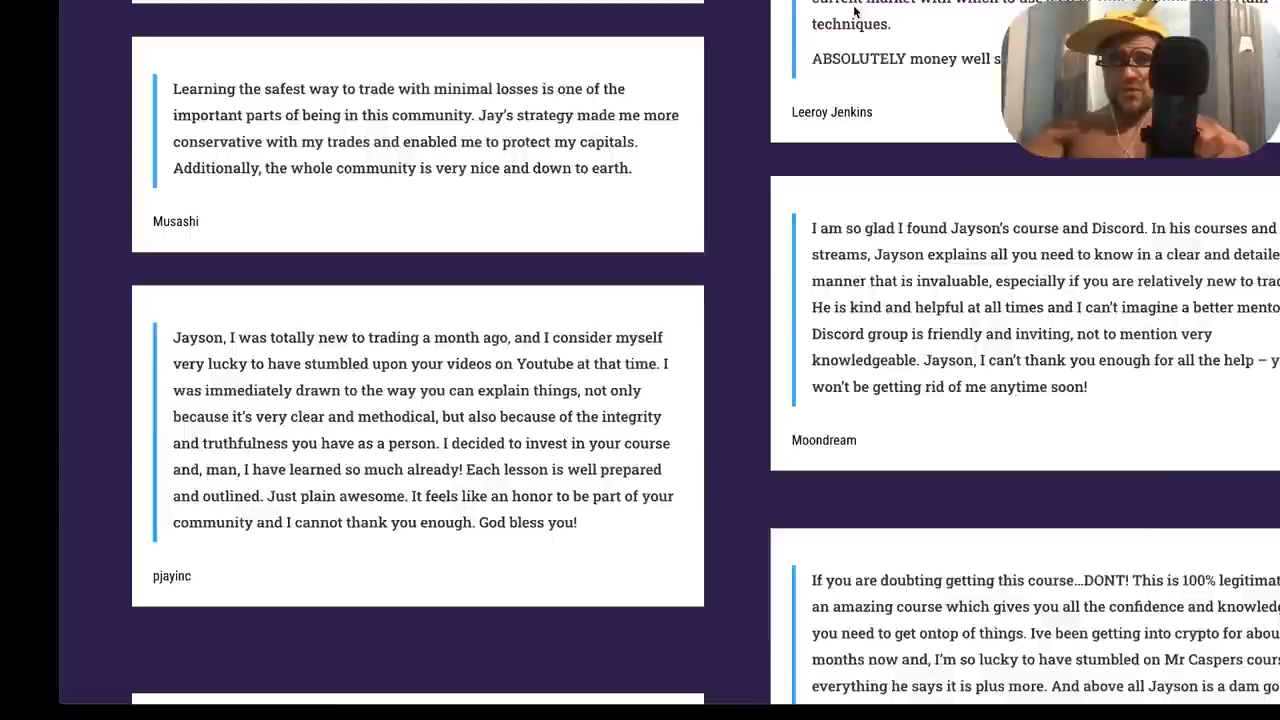 Learning the safest way to trade with minimal losses is one of the
important parts of being in this community. Jay's strategy made me more
conservative with my trades and enabled me to protect my capitals.
Additionally, the whole community is very nice and down to earth.
Musashi
Jayson, I was totally new to trading a month ago, and I consider myself
very lucky to have stumbled upon your videos on Youtube at that time. I
was immediately drawn to the way you can explain things, not only
because it's very clear and methodical, but also because of the integrity
and truthfulness you have as a person. I decided to invest in your course
and, man, I have learned so much already! Each lesson is well prepared
and outlined. Just plain awesome. It feels like an honor to be part of your
community and I cannot thank you enough. God bless you!
pjayinc
techniques.
ABSOLUTELY money well
Leeroy Jenkins
I am so glad I found Jayson's course and Discord. In his courses and
streams, Jayson explains all you need to know in a clear and detaile
manner that is invaluable, especially if you are relatively new to trad
He is kind and helpful at all times and I can't imagine a better mento
Discord group is friendly and inviting, not to mention very
knowledgeable. Jayson, I can't thank you enough for all the help – y
won't be getting rid of me anytime soon!
Moondream
If you are doubting getting this course...DONT! This is 100% legitimat
an amazing course which gives you all the confidence and knowledg
you need to get ontop of things. Ive been getting into crypto for abou
months now and, I'm so lucky to have stumbled on Mr Caspers cours
everything he says it is plus more. And above all Jayson is a dam go